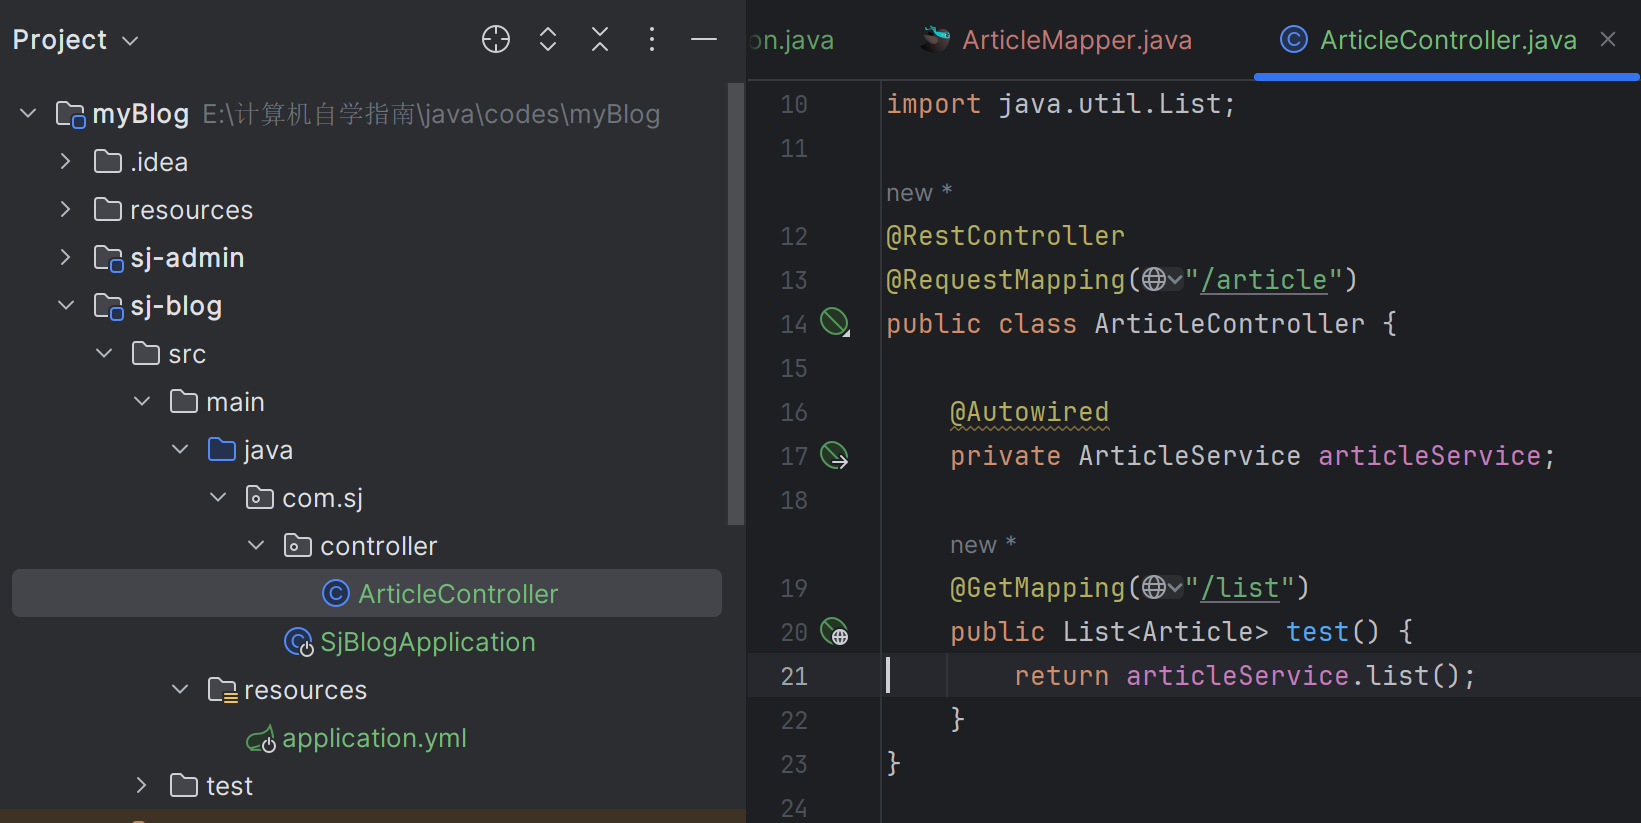 Project
myBlog E:\计算机自学指南\java\codes\myBlog
.idea
resources
sj-admin
sj-blog
src
main
java
com.sj
controller
ArticleController
SjBlogApplication
resources
application.yml
test
on.java ArticleMapper.java ArticleController.java
10 import java.util.List;
11
new *
12 @RestController
13 @RequestMapping("/article")
14 public class ArticleController {
15
16 @Autowired
17 private ArticleService articleService;
18
new *
19 @GetMapping("/list")
20 public List<Article> test() {
21 return articleService.list();
22 }
23 }
24